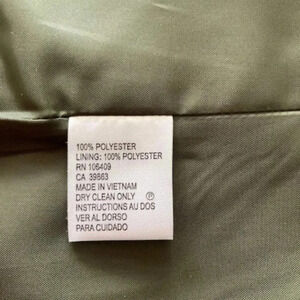 100% POLYESTER
LINING: 100% POLYESTER
RN 106409
CA 39863
MADE IN VIETNAM
DRY CLEAN ONLY Ⓟ
INSTRUCTIONS AU DOS
VER AL DORSO
PARA CUIDADO